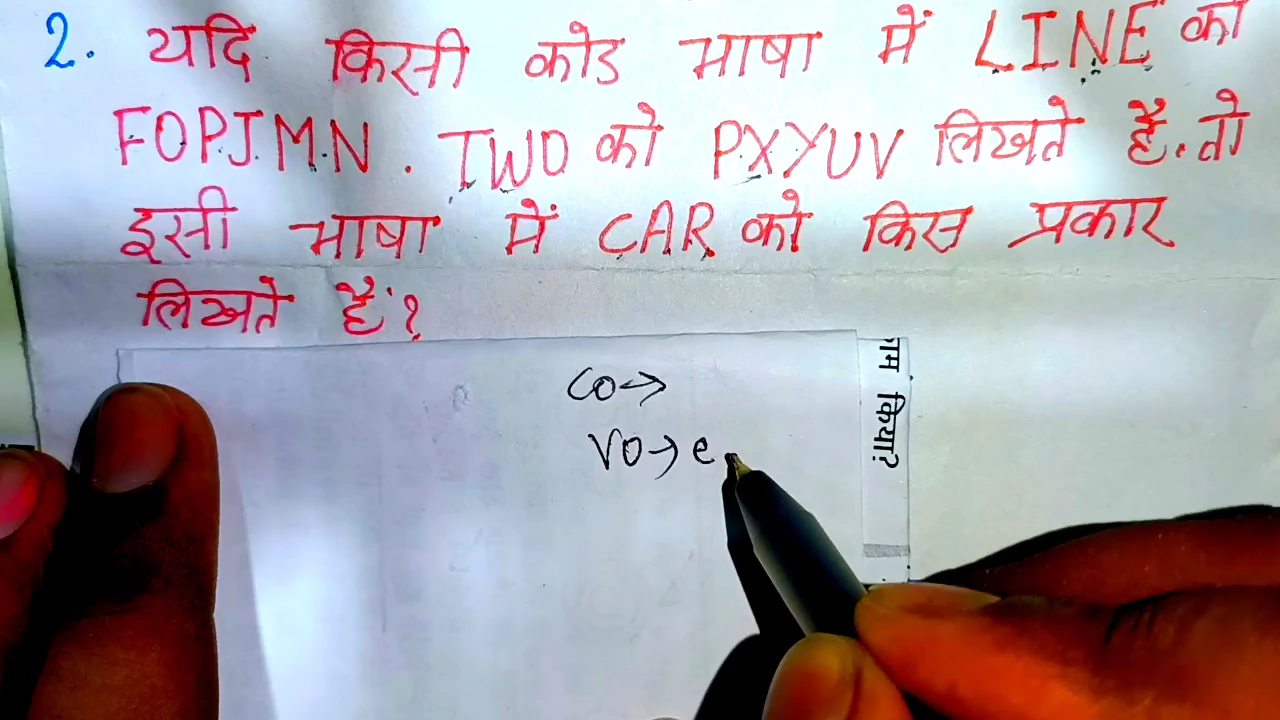 2. यदि किसी कोड भाषा में LINE को
FOPJMN. TWO को PXYUV लिखते है. तो
इसी भाषा में CAR को किस प्रकार
लिखते हैं?
CO→
VO→ e
किया?